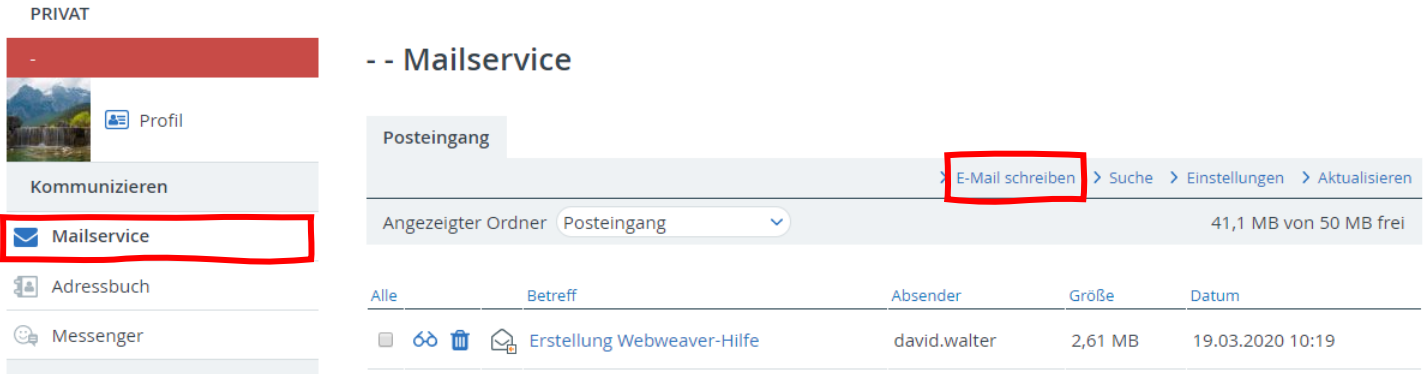 PRIVAT
-
Profil
Kommunizieren
Mailservice
Adressbuch
Messenger
- - Mailservice
Posteingang
E-Mail schreiben Suche Einstellungen Aktualisieren
Angezeigter Ordner Posteingang 41,1 MB von 50 MB frei
Alle Betreff Absender Größe Datum
Erstellung Webweaver-Hilfe david.walter 2,61 MB 19.03.2020 10:19